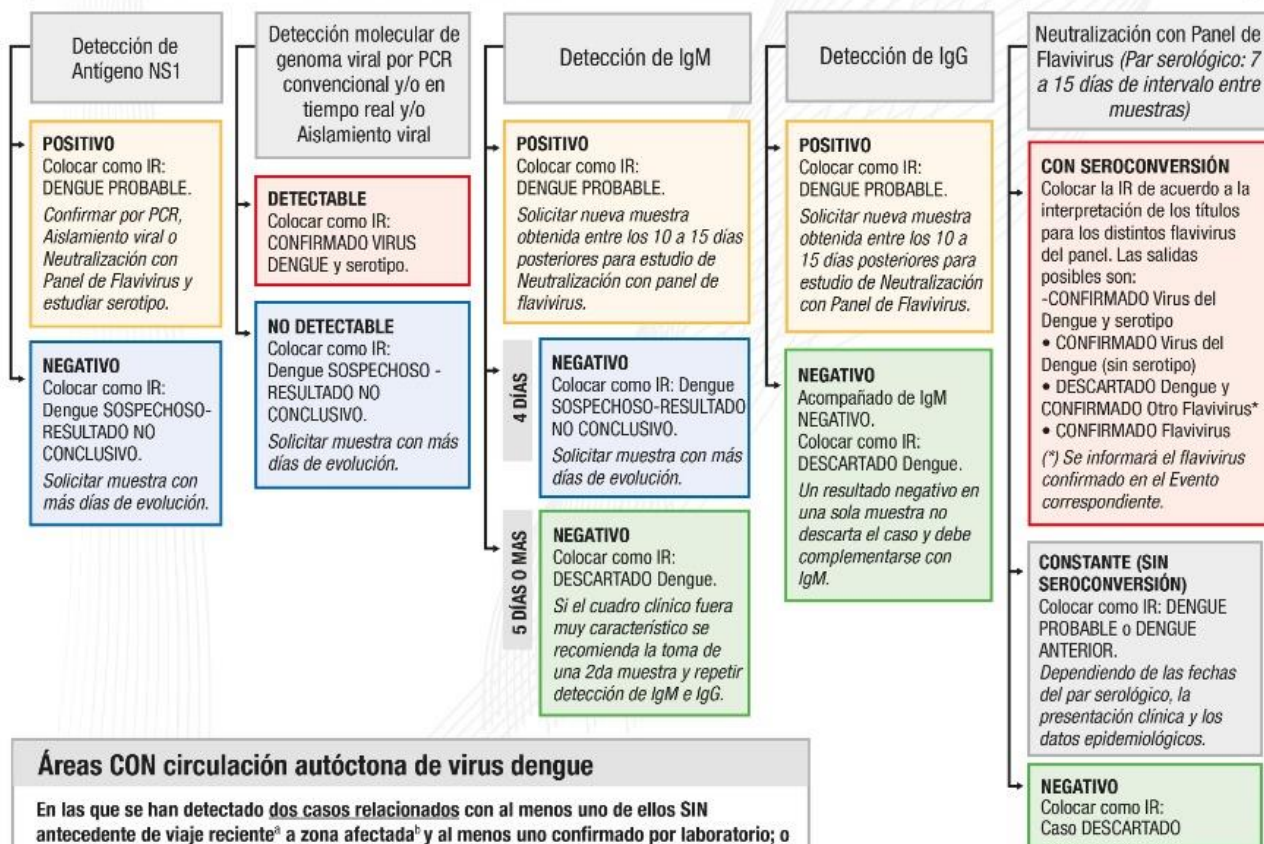 Detección de
Antígeno NS1
POSITIVO
Colocar como IR:
DENGUE PROBABLE.
Confirmar por PCR,
Aislamiento viral o
Neutralización con
Panel de Flavivirus y
estudiar serotipo.
NEGATIVO
Colocar como IR:
Dengue SOSPECHOSO-
RESULTADO NO
CONCLUSIVO.
Solicitar muestra con
más días de evolución.
Detección molecular de
genoma viral por PCR
convencional y/o en
tiempo real y/o
Aislamiento viral
DETECTABLE
Colocar como IR:
CONFIRMADO VIRUS
DENGUE y serotipo.
NO DETECTABLE
Colocar como IR:
Dengue SOSPECHOSO -
RESULTADO NO
CONCLUSIVO.
Solicitar muestra con más
días de evolución.
Detección de IgM
POSITIVO
Colocar como IR:
DENGUE PROBABLE.
Solicitar nueva muestra
obtenida entre los 10 a 15 días
posteriores para estudio de
Neutralización con panel de
flavivirus.
4 DÍAS
NEGATIVO
Colocar como IR: Dengue
SOSPECHOSO-RESULTADO
NO CONCLUSIVO.
Solicitar muestra con más
días de evolución.
5 DÍAS O MAS
NEGATIVO
Colocar como IR:
DESCARTADO Dengue.
Si el cuadro clínico fuera
muy característico se
recomienda la toma de
una 2da muestra y repetir
detección de IgM e IgG.
Detección de IgG
POSITIVO
Colocar como IR:
DENGUE PROBABLE.
Solicitar nueva muestra
obtenida entre los 10 a
15 días posteriores para
estudio de Neutralización
con Panel de Flavivirus.
NEGATIVO
Acompañado de IgM
NEGATIVO.
Colocar como IR:
DESCARTADO Dengue.
Un resultado negativo en
una sola muestra no
descarta el caso y debe
complementarse con
IgM.
Neutralización con Panel de
Flavivirus (Par serológico: 7
a 15 días de intervalo entre
muestras)
CON SEROCONVERSIÓN
Colocar la IR de acuerdo a la
interpretación de los títulos
para los distintos flavivirus
del panel. Las salidas
posibles son:
-CONFIRMADO Virus del
Dengue y serotipo
• CONFIRMADO Virus del
Dengue (sin serotipo)
• DESCARTADO Dengue y
CONFIRMADO Otro Flavivirus*
• CONFIRMADO Flavivirus
(*) Se informará el flavivirus
confirmado en el Evento
correspondiente.
CONSTANTE (SIN
SEROCONVERSIÓN)
Colocar como IR: DENGUE
PROBABLE o DENGUE
ANTERIOR.
Dependiendo de las fechas
del par serológico, la
presentación clínica y los
datos epidemiológicos.
NEGATIVO
Colocar como IR:
Caso DESCARTADO
Áreas CON circulación autóctona de virus dengue
En las que se han detectado dos casos relacionados con al menos uno de ellos SIN
antecedente de viaje recienteª a zona afectadaᵇ y al menos uno confirmado por laboratorio; o